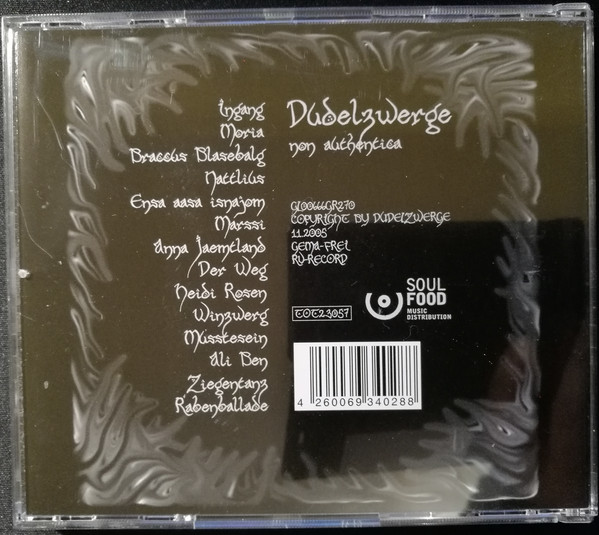 Ingang
Moria
Braccus Blasebalg
Nattlius
Ensa aasa isnajom
Marssi
Anna Jaemtland
Der Weg
Heidi Rosen
Winzwerg
Müsstesein
Ali Ben
Ziegentanz
Rabenballade
Dudelzwerge
non authentica
GLOO666GR270
COPYRIGHT BY DUDELZWERGE
11.2005
GEMA-FREI
RV-RECORD
TOT23057
SOUL
FOOD
MUSIC
DISTRIBUTION
4 260069 340288